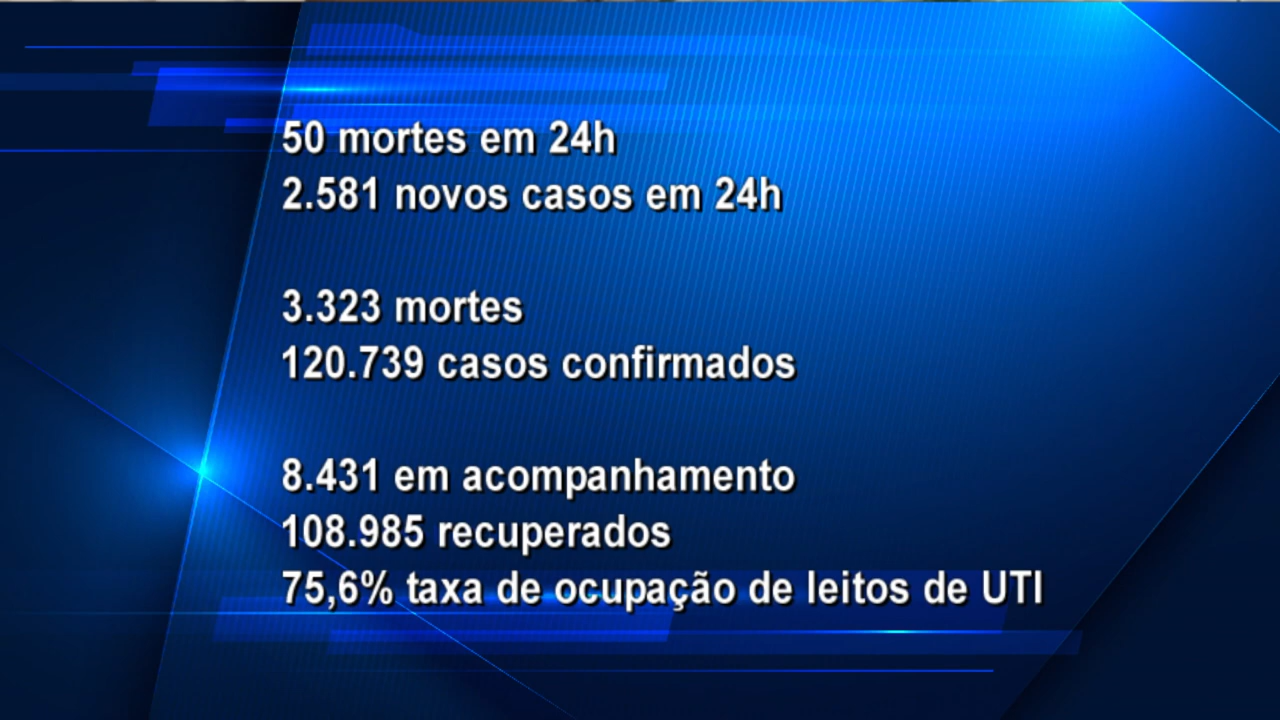 50 mortes em 24h
2.581 novos casos em 24h
3.323 mortes
120.739 casos confirmados
8.431 em acompanhamento
108.985 recuperados
75,6% taxa de ocupação de leitos de UTI